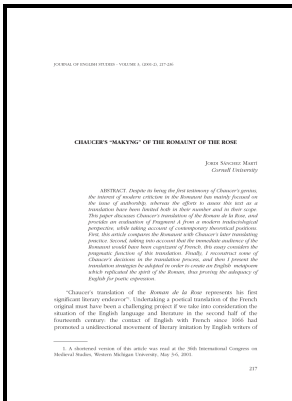 JOURNAL OF ENGLISH STUDIES - VOLUME 3, (2001-2), 217-236
CHAUCER'S "MAKYNG" OF THE ROMAUNT OF THE ROSE
JORDI SÁNCHEZ MARTÍ
Cornell University
ABSTRACT. Despite its being the first testimony of Chaucer's genius,
the interest of modern criticism in the Romaunt has mainly focused on
the issue of authorship, whereas the efforts to assess this text as a
translation have been limited both in their number and in their scope.
This paper discusses Chaucer's translation of the Roman de la Rose, and
provides an evaluation of Fragment A from a modern traductological
perspective, while taking account of contemporary theoretical positions.
First, this article compares the Romaunt with Chaucer's later translating
practice. Second, taking into account that the immediate audience of the
Romaunt would have been cognizant of French, this essay considers the
pragmatic function of this translation. Finally, I reconstruct some of
Chaucer's decisions in the translation process, and then I present the
translation strategies he adopted in order to create an English metapoem
which replicated the spirit of the Roman, thus proving the adequacy of
English for poetic expression.
"Chaucer's translation of the Roman de la Rose represents his first
significant literary endeavor¹. Undertaking a poetical translation of the French
original must have been a challenging project if we take into consideration the
situation of the English language and literature in the second half of the
fourteenth century: the contact of English with French since 1066 had
promoted a unidirectional movement of literary imitation by English writers of
1. A shortened version of this article was read at the 38th International Congress on
Medieval Studies, Western Michigan University, May 3-6, 2001.
217